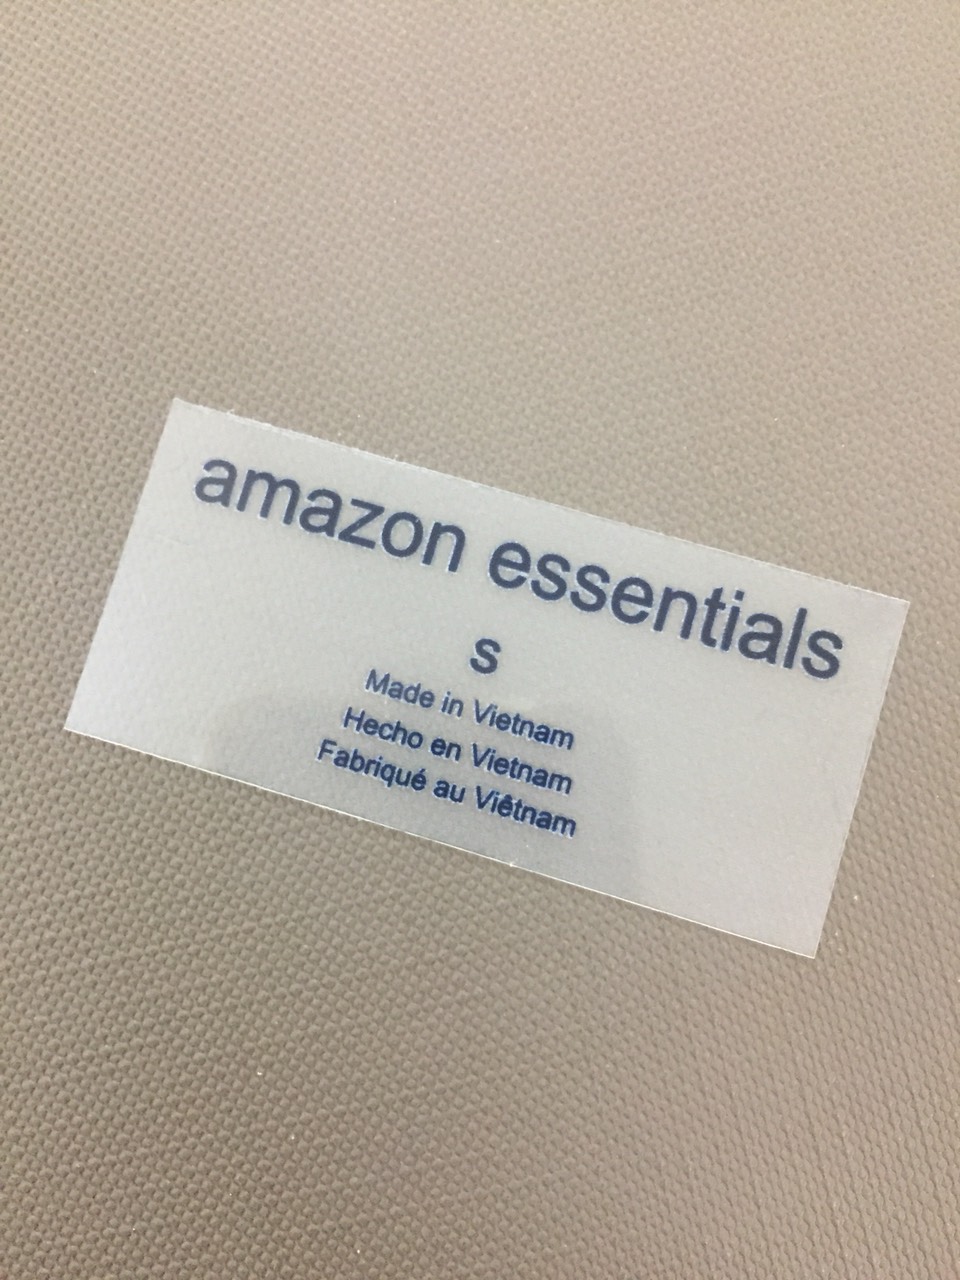 amazon essentials
S
Made in Vietnam
Hecho en Vietnam
Fabriqué au Viêtnam